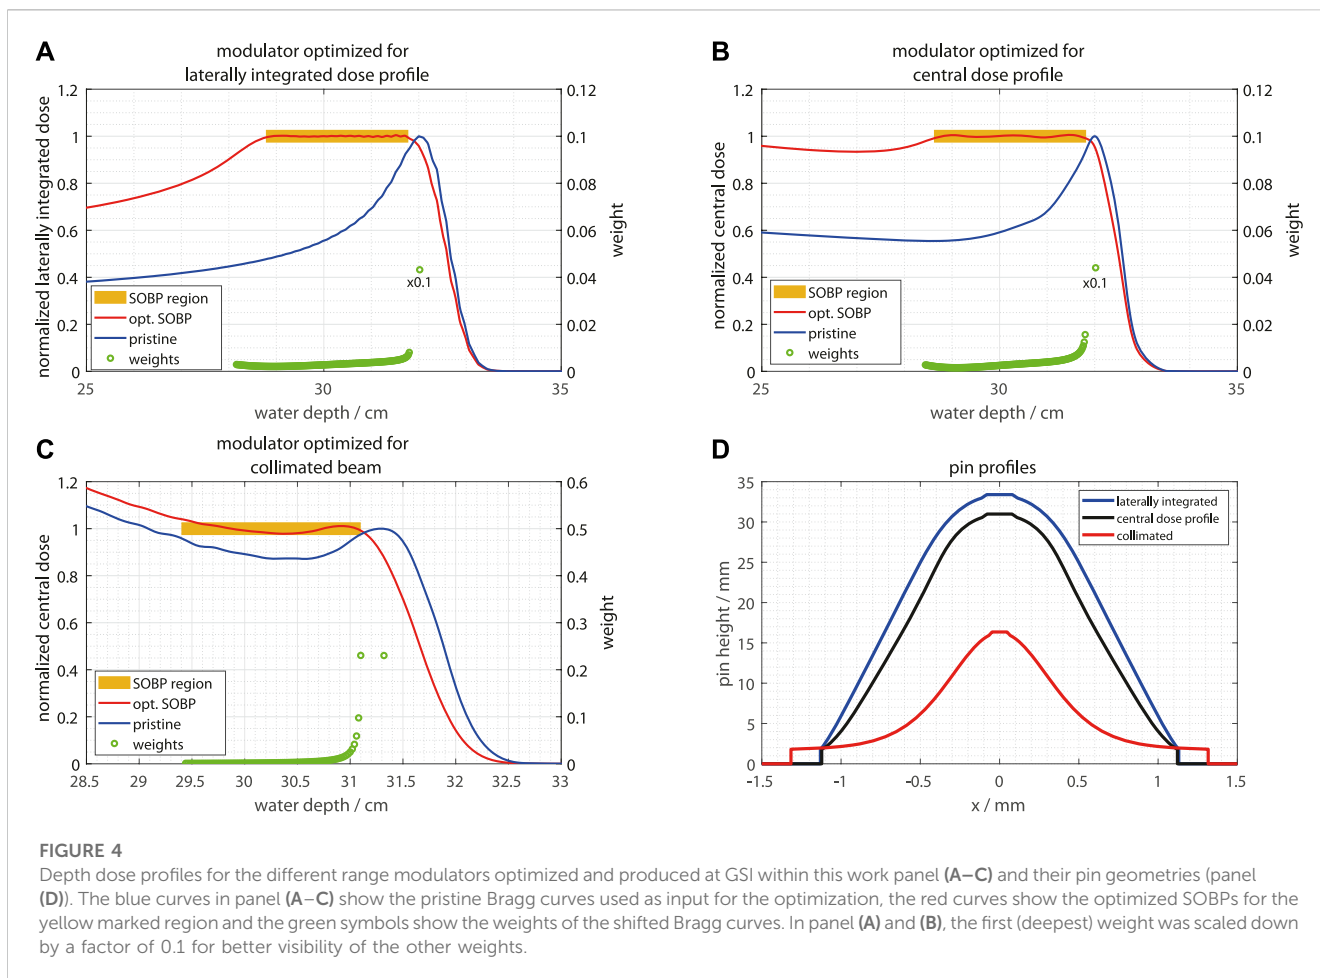 A
modulator optimized for
laterally integrated dose profile
1.2
1
0.8
0.6
0.4
0.2
0
0.12
0.10
0.08
0.06
0.04
0.02
0
normalized laterally integrated dose
weight
x0.1
SOBP region
opt. SOBP
pristine
weights
25 30 35
water depth / cm
B
modulator optimized for
central dose profile
1.2
1
0.8
0.6
0.4
0.2
0
0.12
0.10
0.08
0.06
0.04
0.02
0
normalized central dose
weight
x0.1
SOBP region
opt. SOBP
pristine
weights
25 30 35
water depth / cm
C
modulator optimized for
collimated beam
1.2
1
0.8
0.6
0.4
0.2
0
0.6
0.5
0.4
0.3
0.2
0.1
0
normalized central dose
weight
SOBP region
opt. SOBP
pristine
weights
28.5 29 29.5 30 30.5 31 31.5 32 32.5 33
water depth / cm
D
pin profiles
35
30
25
20
15
10
5
0
pin height / mm
laterally integrated
central dose profile
collimated
-1.5 -1 -0.5 0 0.5 1 1.5
x / mm
FIGURE 4
Depth dose profiles for the different range modulators optimized and produced at GSI within this work panel (A–C) and their pin geometries (panel
(D)). The blue curves in panel (A–C) show the pristine Bragg curves used as input for the optimization, the red curves show the optimized SOBPs for the
yellow marked region and the green symbols show the weights of the shifted Bragg curves. In panel (A) and (B), the first (deepest) weight was scaled down
by a factor of 0.1 for better visibility of the other weights.